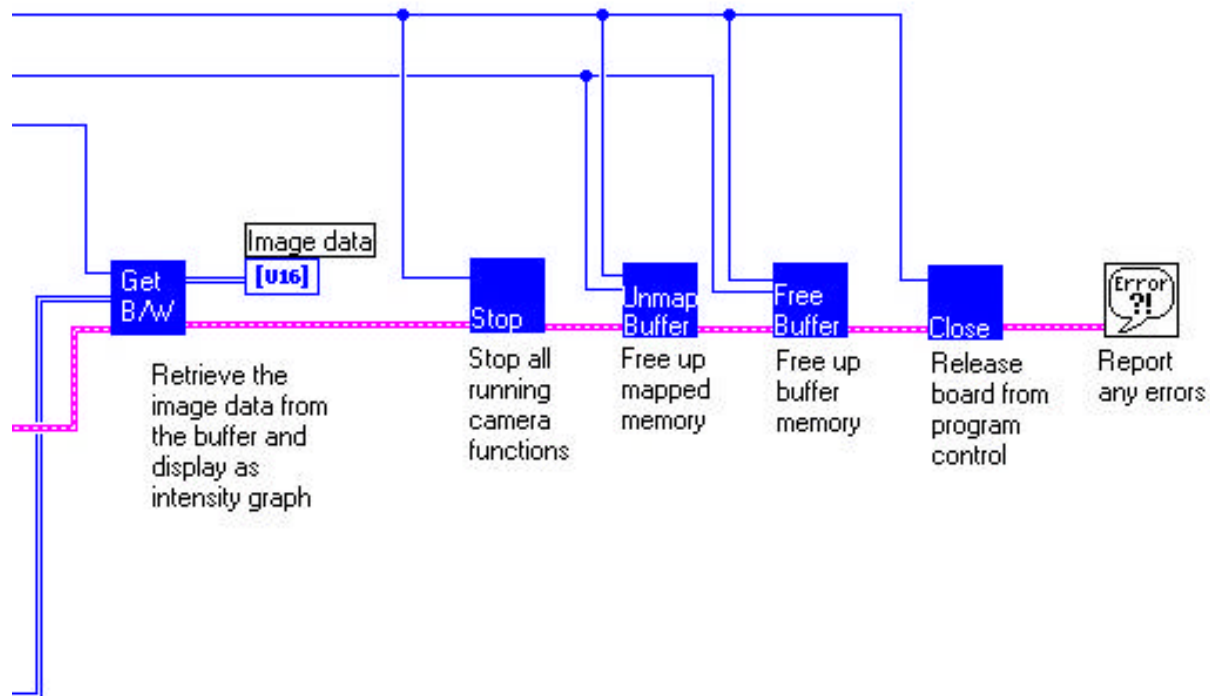 Image data
[U16]
Get
B/W
Stop
Unmap
Buffer
Free
Buffer
Close
Error
?!
Retrieve the
image data from
the buffer and
display as
intensity graph
Stop all
running
camera
functions
Free up
mapped
memory
Free up
buffer
memory
Release
board from
program
control
Report
any errors